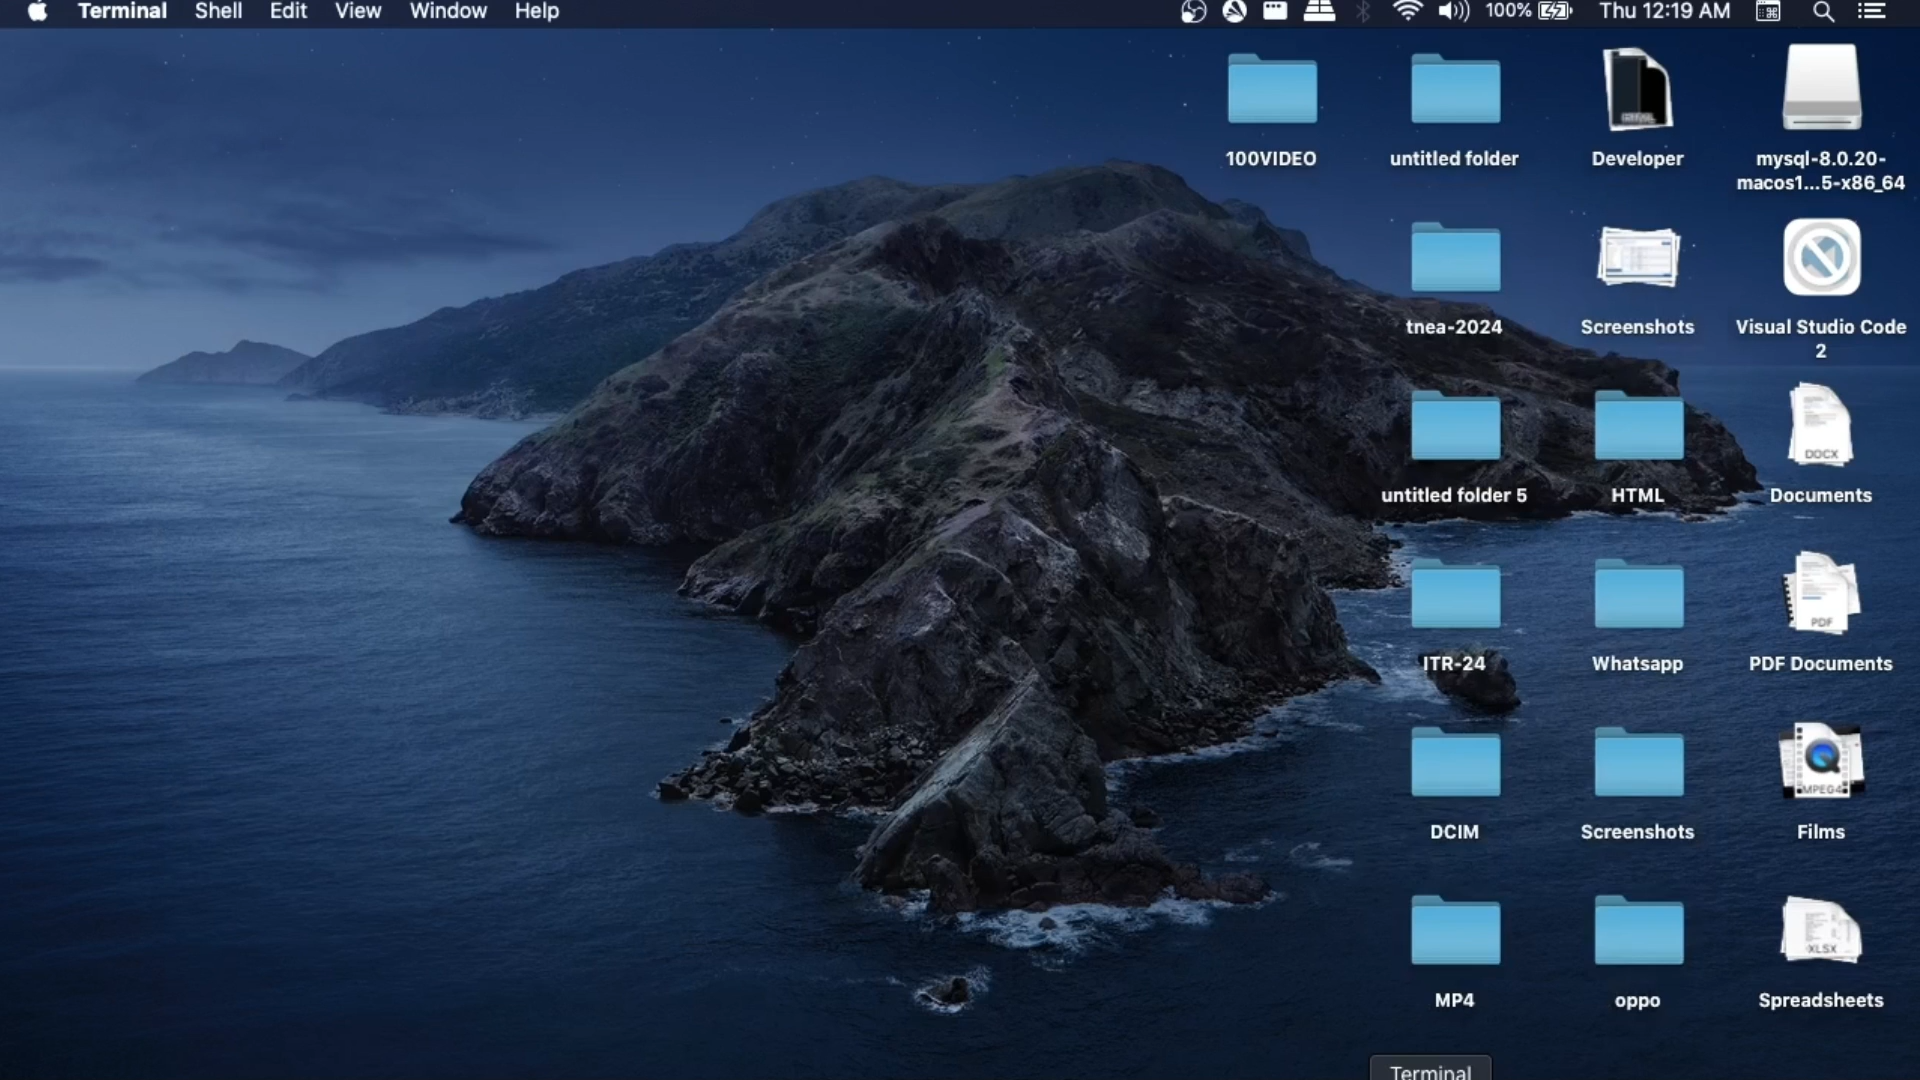 Terminal Shell Edit View Window Help 100% Thu 12:19 AM
100VIDEO
untitled folder
HTML
Developer
mysql-8.0.20-
macos1...5-x86_64
tnea-2024
Screenshots
Visual Studio Code
2
untitled folder 5
HTML
DOCX
Documents
ITR-24
Whatsapp
PDF
PDF Documents
DCIM
Screenshots
MPEG4
Films
MP4
oppo
XLSX
Spreadsheets
Terminal